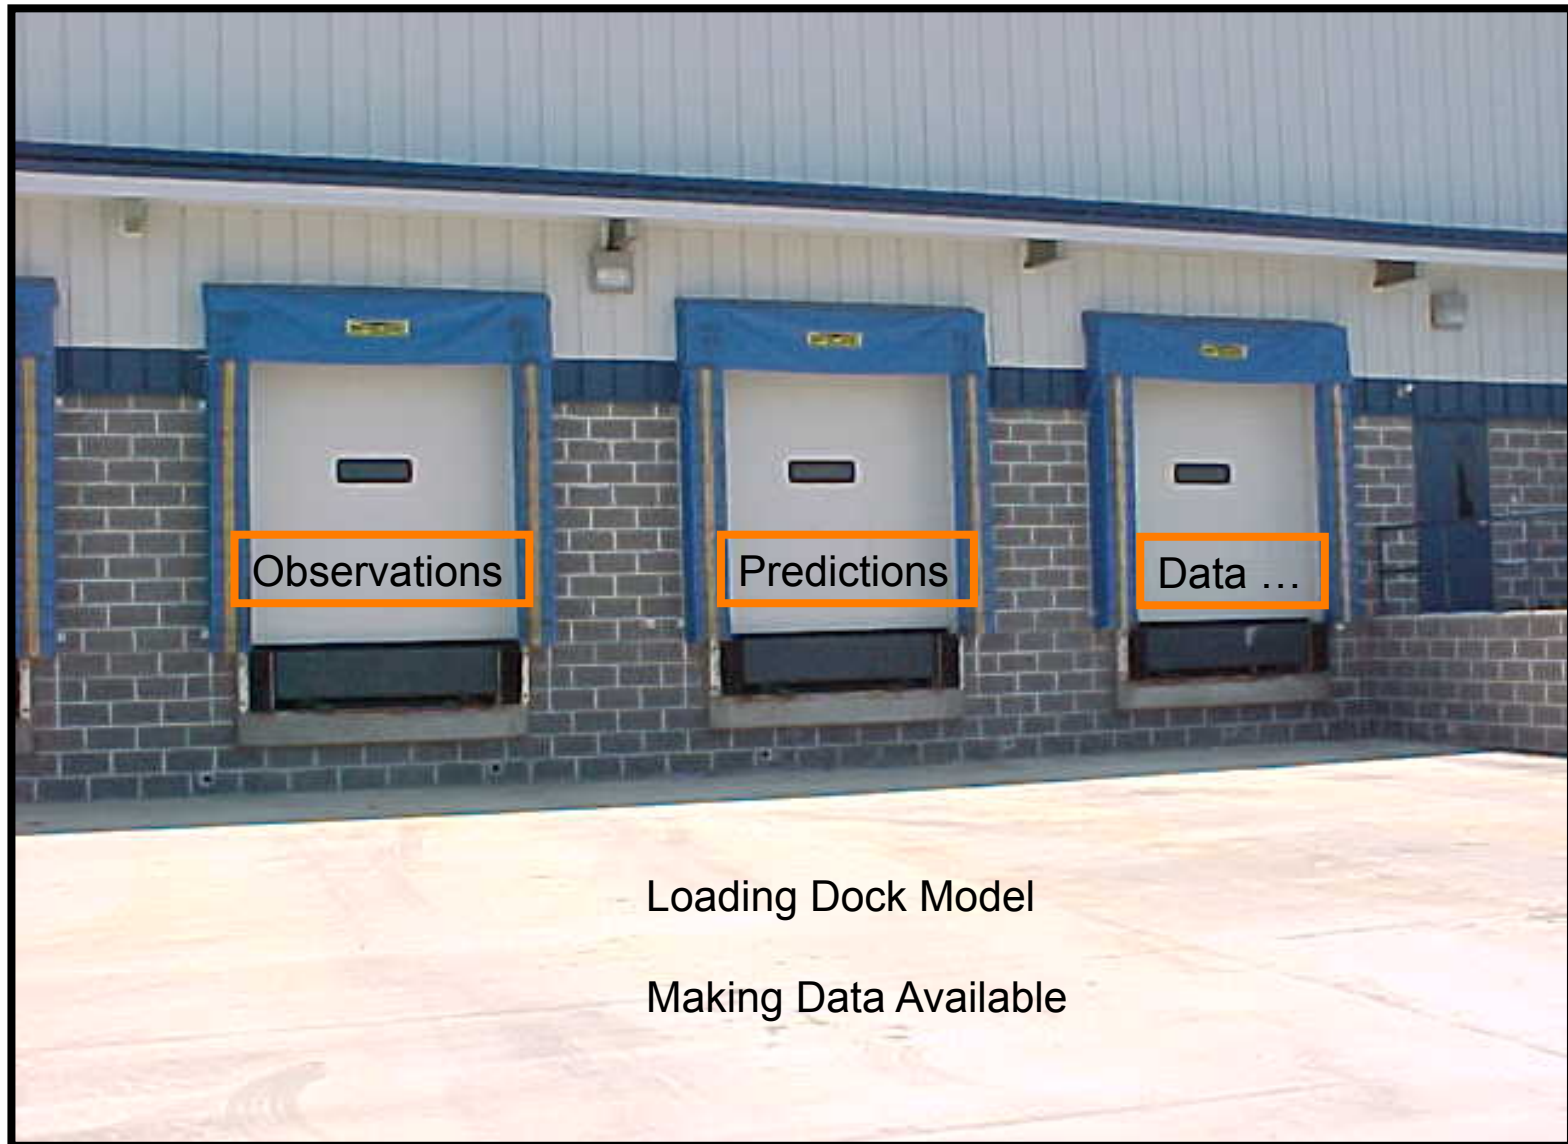 Observations
Predictions
Data …
Loading Dock Model
Making Data Available